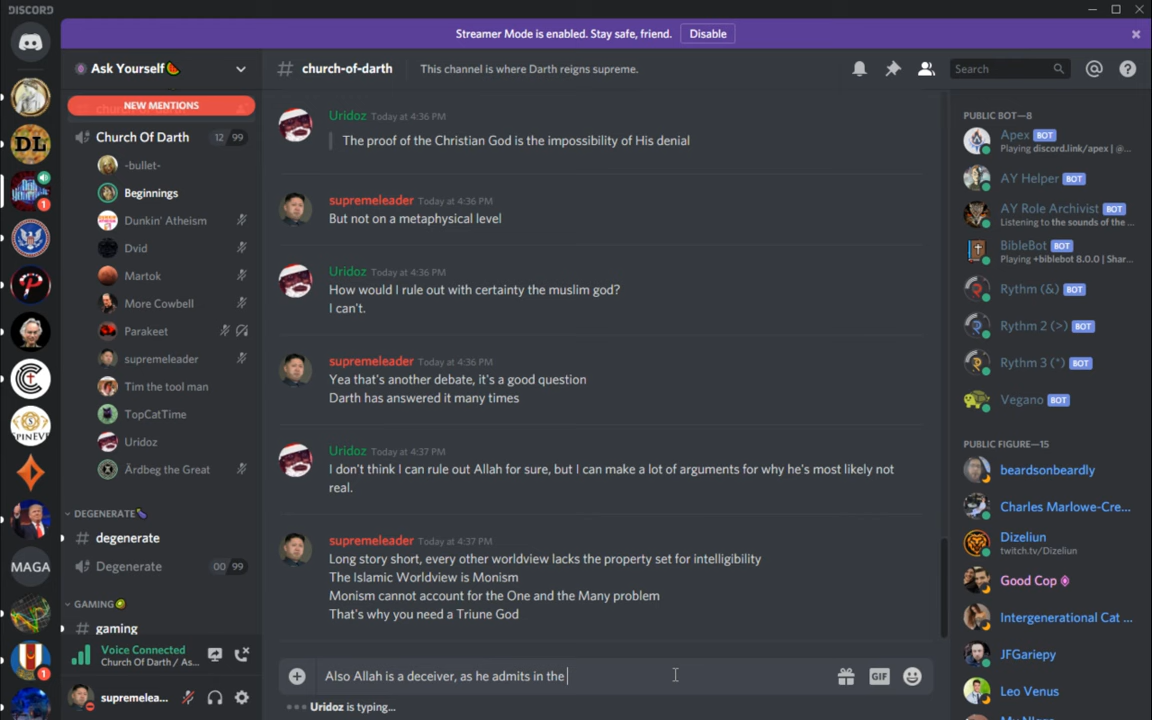 DISCORD
Streamer Mode is enabled. Stay safe, friend. Disable
Ask Yourself🍉
NEW MENTIONS
Church Of Darth 12 99
-bullet-
Beginnings
Dunkin' Atheism
Dvid
Martok
More Cowbell
Parakeet
supremeleader
Tim the tool man
TopCatTime
Uridoz
Ärdbeg the Great
DEGENERATE🍆
# degenerate
Degenerate 00 99
GAMING🥝
# gaming
Voice Connected
Church Of Darth / As...
supremelea...
DL
SPINEVE
MAGA
# church-of-darth This channel is where Darth reigns supreme.
Search
Uridoz Today at 4:36 PM
The proof of the Christian God is the impossibility of His denial
supremeleader Today at 4:36 PM
But not on a metaphysical level
Uridoz Today at 4:36 PM
How would I rule out with certainty the muslim god?
I can't.
supremeleader Today at 4:36 PM
Yea that's another debate, it's a good question
Darth has answered it many times
Uridoz Today at 4:37 PM
I don't think I can rule out Allah for sure, but I can make a lot of arguments for why he's most likely not
real.
supremeleader Today at 4:37 PM
Long story short, every other worldview lacks the property set for intelligibility
The Islamic Worldview is Monism
Monism cannot account for the One and the Many problem
That's why you need a Triune God
Also Allah is a deceiver, as he admits in the
GIF
Uridoz is typing...
PUBLIC BOT—8
Apex BOT
Playing discord.link/apex | @...
AY Helper BOT
AY Role Archivist BOT
Listening to the sounds of the ...
BibleBot BOT
Playing +biblebot 8.0.0 | Shar...
Rythm (&) BOT
Rythm 2 (>) BOT
Rythm 3 (*) BOT
Vegano BOT
PUBLIC FIGURE—15
beardsonbeardly
Charles Marlowe-Cre...
Dizeliun
twitch.tv/Dizeliun
Good Cop
Intergenerational Cat ...
JFGariepy
Leo Venus